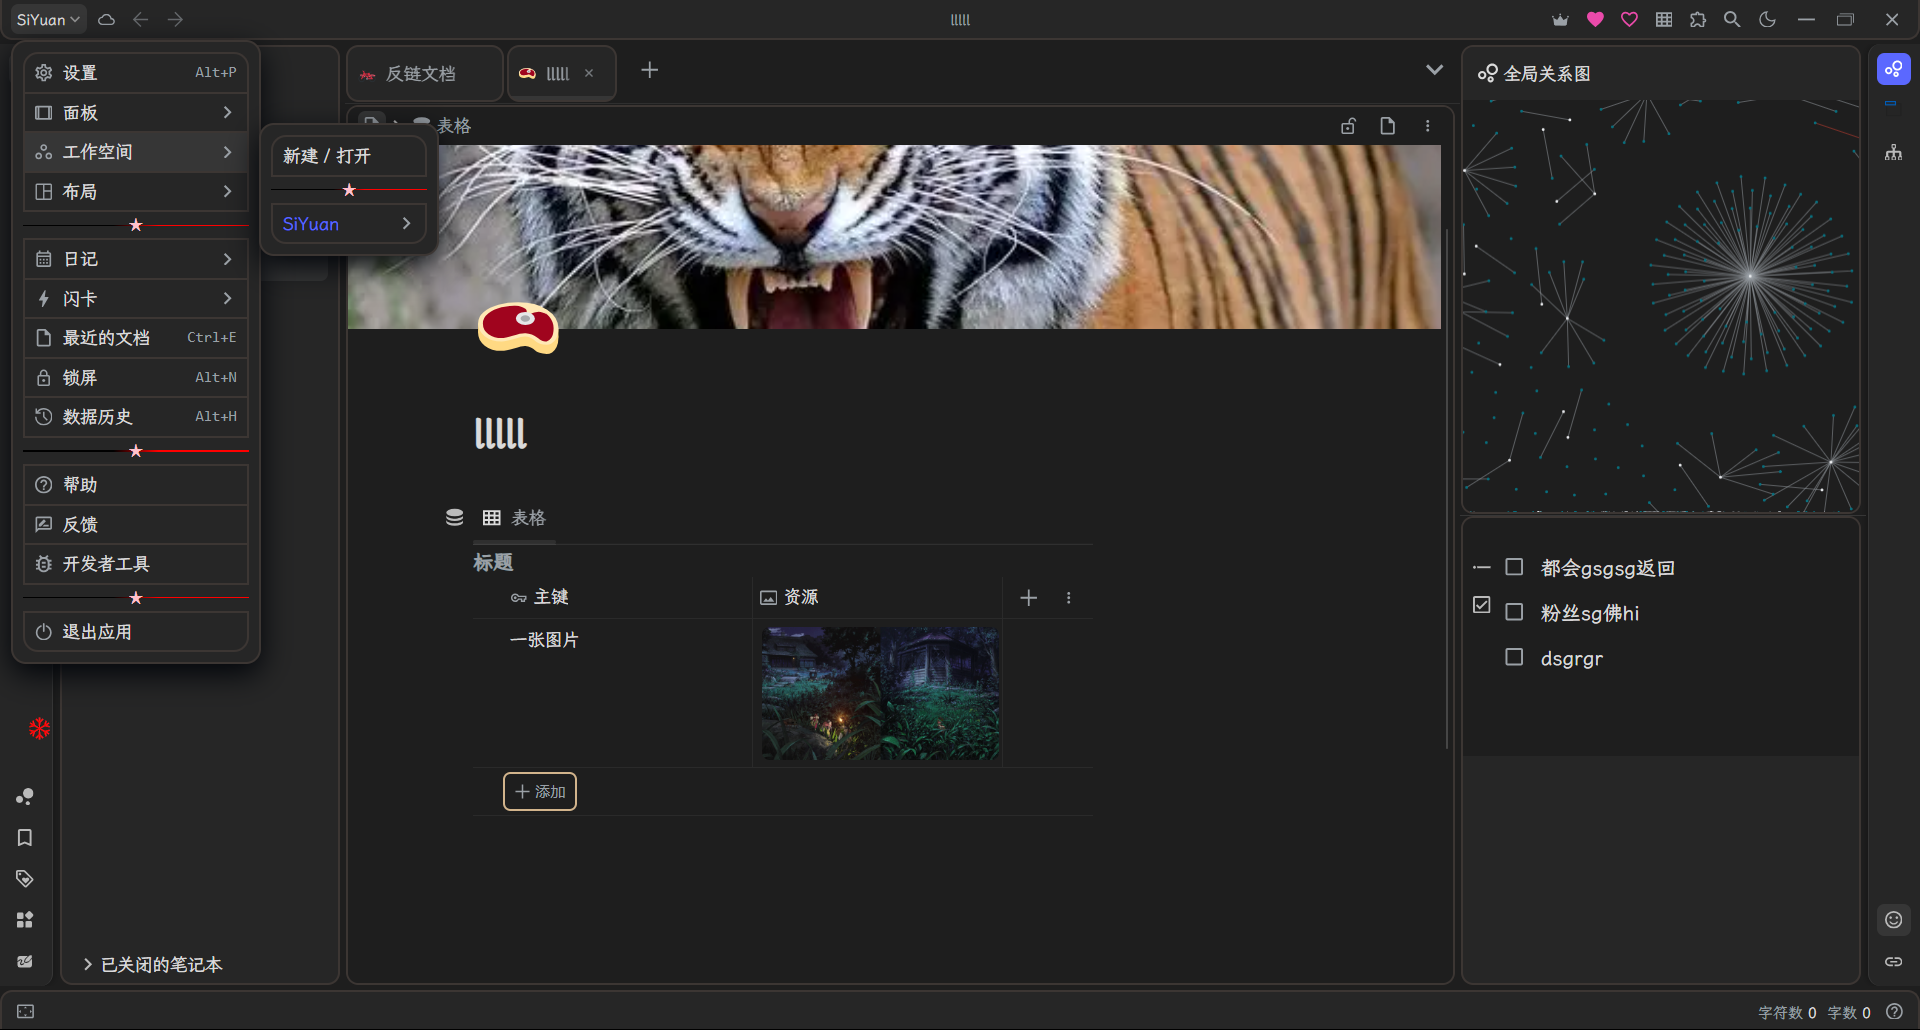 SiYuan
lllll
设置 Alt+P
面板
工作空间
布局
日记
闪卡
最近的文档 Ctrl+E
锁屏 Alt+N
数据历史 Alt+H
帮助
反馈
开发者工具
退出应用
新建 / 打开
SiYuan
已关闭的笔记本
反链文档
lllll
表格
lllll
表格
标题
主键 资源
一张图片
添加
全局关系图
都会gsgsg返回
粉丝sg佛hi
dsgrgr
字符数 0 字数 0